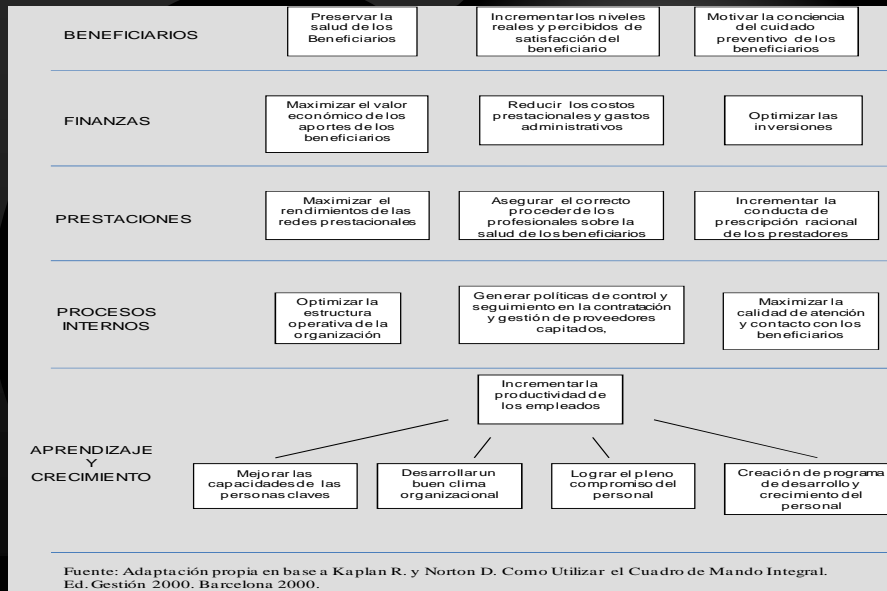 BENEFICIARIOS
Preservar la
salud de los
Beneficiarios
Incrementar los niveles
reales y percibidos de
satisfacción del
beneficiario
Motivar la conciencia
del cuidado
preventivo de los
beneficiarios
FINANZAS
Maximizar el valor
económico de los
aportes de los
beneficiarios
Reducir los costos
prestacionales y gastos
administrativos
Optimizar las
inversiones
PRESTACIONES
Maximizar el
rendimientos de las
redes prestacionales
Asegurar el correcto
proceder de los
profesionales sobre la
salud de los beneficiarios
Incrementar la
conducta de
prescripción racional
de los prestadores
PROCESOS
INTERNOS
Optimizar la
estructura
operativa de la
organización
Generar políticas de control y
seguimiento en la contratación
y gestión de proveedores
capitados,
Maximizar la
calidad de atención
y contacto con los
beneficiarios
Incrementar la
productividad de
los empleados
APRENDIZAJE
Y
CRECIMIENTO
Mejorar las
capacidades de las
personas claves
Desarrollar un
buen clima
organizacional
Lograr el pleno
compromiso del
personal
Creación de programa
de desarrollo y
crecimiento del
personal
Fuente: Adaptación propia en base a Kaplan R. y Norton D. Como Utilizar el Cuadro de Mando Integral.
Ed. Gestión 2000. Barcelona 2000.